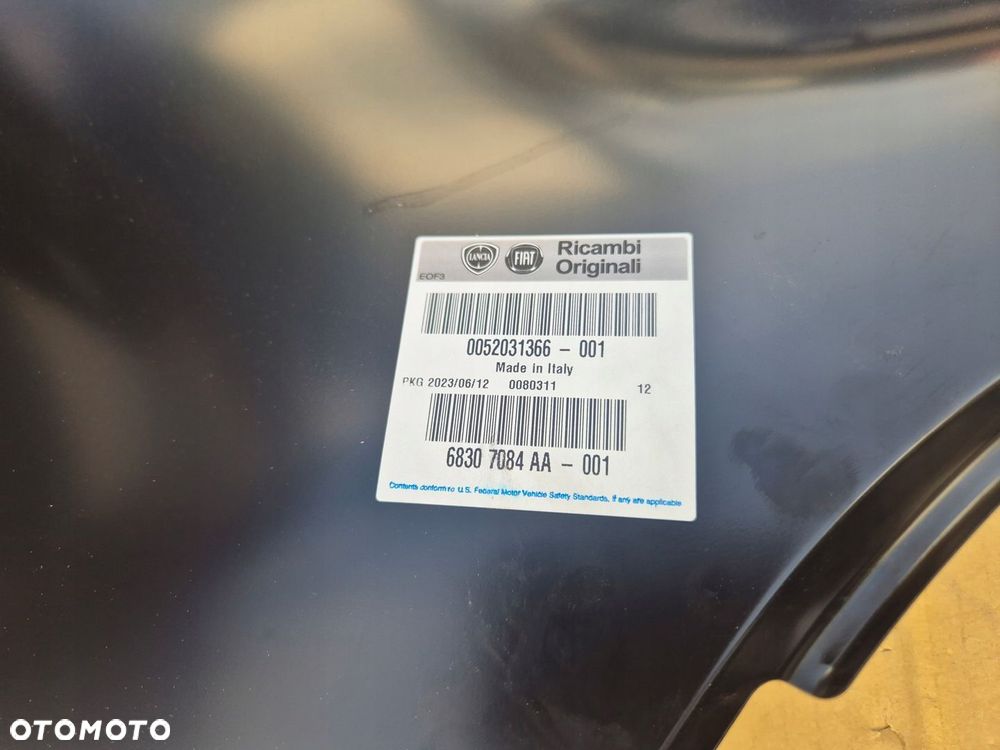 LANCIA FIAT Ricambi
Originali
EOF3
0052031366 - 001
Made in Italy
PKG 2023/06/12 0080311 12
6830 7084 AA - 001
Contents conform to U.S. Federal Motor Vehicle Safety Standards, if any are applicable
OTOMOTO